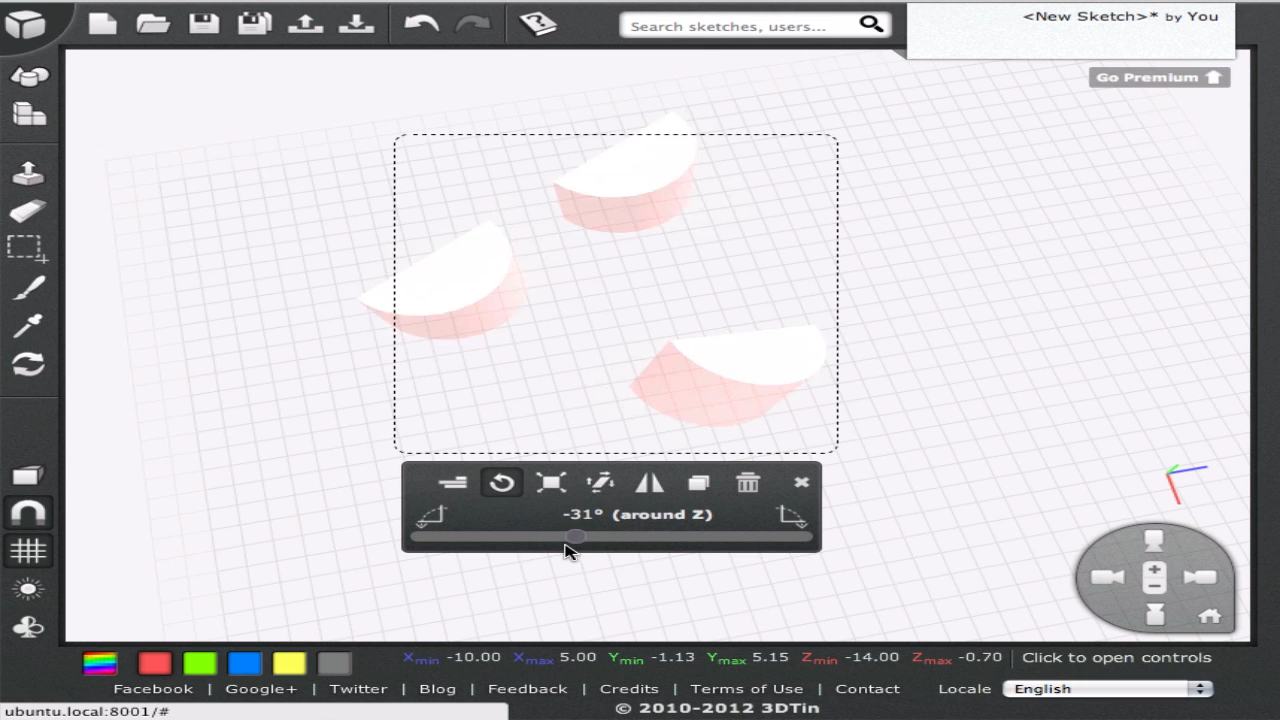 Search sketches, users...
<New Sketch>* by You
Go Premium
-31° (around Z)
Xmin -10.00 Xmax 5.00 Ymin -1.13 Ymax 5.15 Zmin -14.00 Zmax -0.70 Click to open controls
Facebook | Google+ | Twitter | Blog | Feedback | Credits | Terms of Use | Contact Locale English
ubuntu.local:8001/#
© 2010-2012 3DTin